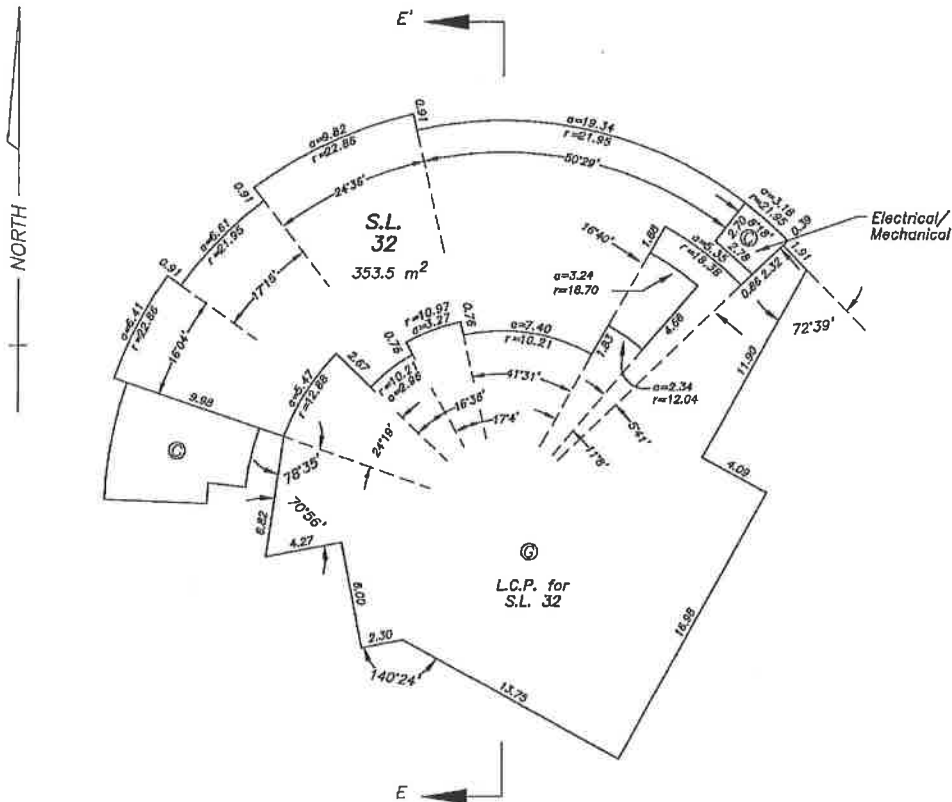 E'
NORTH
a=9.82
r=22.86
0.91
a=19.34
r=21.95
50°29'
24°36'
0.91
a=6.61
r=21.95
S.L.
32
353.5 m²
0.91
17°15'
a=6.41
r=22.86
16°04'
9.98
a=3.18
r=21.95
0.39
Electrical/
Mechanical
8°18'
2.70
C
2.78
1.91
2.32
0.86
a=5.35
r=18.38
1.88
16°40'
a=3.24
r=18.70
4.66
1.83
72°39'
11.90
r=10.97
a=3.27
0.76
0.76
a=7.40
r=10.21
2.67
r=10.21
a=2.96
41°31'
a=2.34
r=12.04
a=5.47
r=12.88
16°36'
17°4'
5°41'
11°8'
24°19'
C
78°35'
70°56'
6.82
4.27
4.09
G
L.C.P. for
S.L. 32
2.30
140°24'
13.75
16.98
E